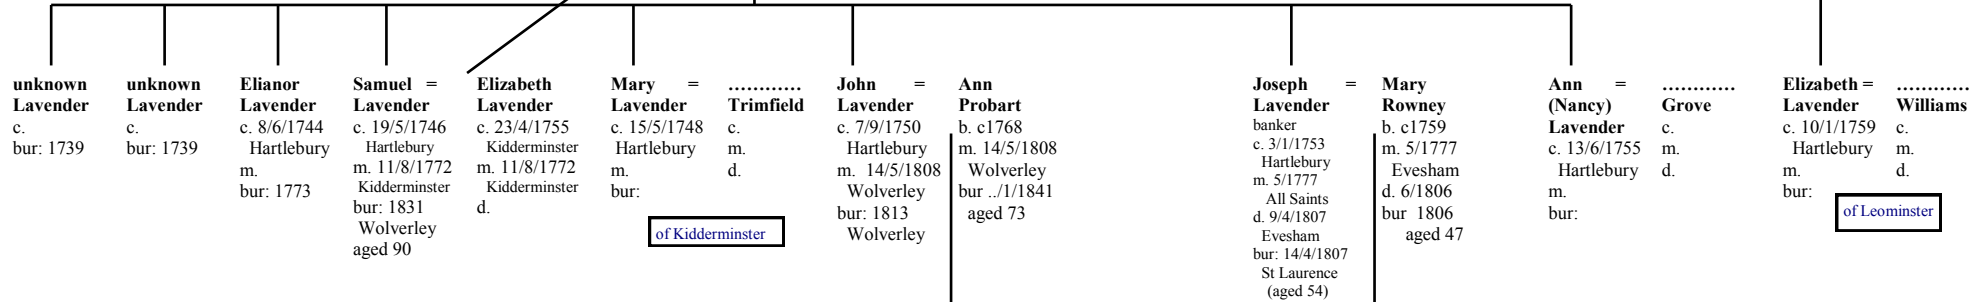 unknown
Lavender
c.
bur: 1739
unknown
Lavender
c.
bur: 1739
Elianor
Lavender
c. 8/6/1744
Hartlebury
m.
bur: 1773
Samuel =
Lavender
c. 19/5/1746
Hartlebury
m. 11/8/1772
Kidderminster
bur: 1831
Wolverley
aged 90
Elizabeth
Lavender
c. 23/4/1755
Kidderminster
m. 11/8/1772
Kidderminster
d.
Mary =
Lavender
c. 15/5/1748
Hartlebury
m.
bur:
…………
Trimfield
c.
m.
d.
of Kidderminster
John =
Lavender
c. 7/9/1750
Hartlebury
m. 14/5/1808
Wolverley
bur: 1813
Wolverley
Ann
Probart
b. c1768
m. 14/5/1808
Wolverley
bur ../1/1841
aged 73
Joseph =
Lavender
banker
c. 3/1/1753
Hartlebury
m. 5/1777
All Saints
d. 9/4/1807
Evesham
bur: 14/4/1807
St Laurence
(aged 54)
Mary
Rowney
b. c1759
m. 5/1777
Evesham
d. 6/1806
bur 1806
aged 47
Ann =
(Nancy)
Lavender
c. 13/6/1755
Hartlebury
m.
bur:
…………
Grove
c.
m.
d.
Elizabeth =
Lavender
c. 10/1/1759
Hartlebury
m.
bur:
…………
Williams
c.
m.
d.
of Leominster